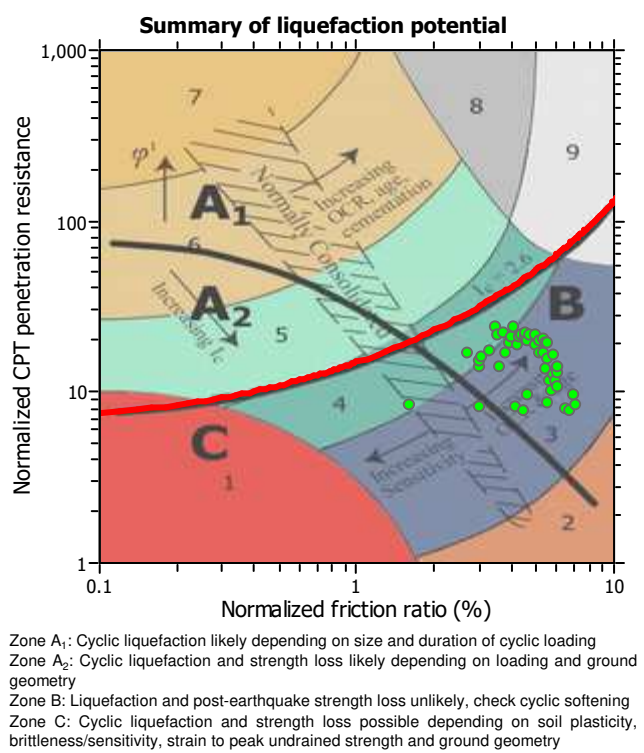 Summary of liquefaction potential
Normalized CPT penetration resistance
1,000
100
10
1
7
8
9
φ'
A1
Increasing
OCR, age,
cementation
Normally Consolidated
6
Ic = 2.6
A2
Increasing Ic
B
5
4
3
C
1
Increasing
Sensitivity
2
0.1
1
10
Normalized friction ratio (%)
Zone A1: Cyclic liquefaction likely depending on size and duration of cyclic loading
Zone A2: Cyclic liquefaction and strength loss likely depending on loading and ground
geometry
Zone B: Liquefaction and post-earthquake strength loss unlikely, check cyclic softening
Zone C: Cyclic liquefaction and strength loss possible depending on soil plasticity,
brittleness/sensitivity, strain to peak undrained strength and ground geometry